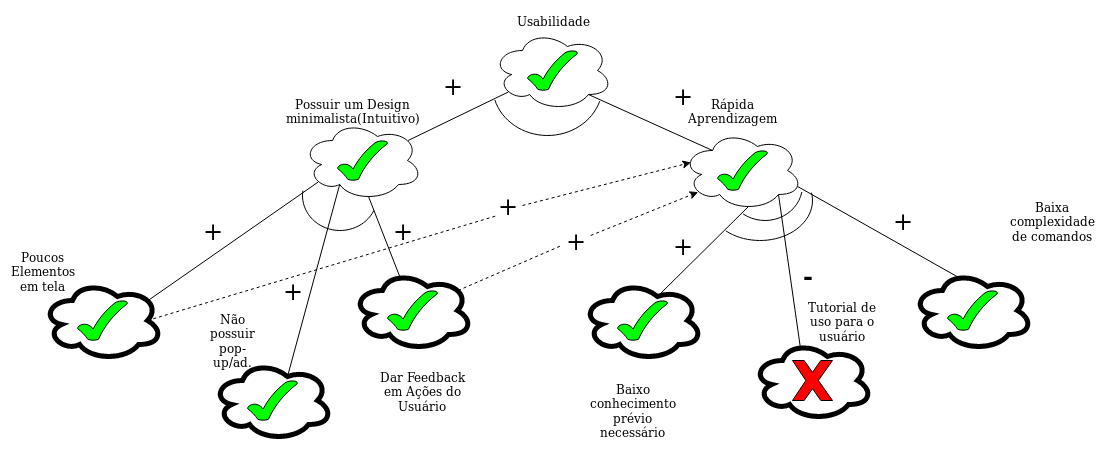 Usabilidade
+
+
Possuir um Design
minimalista(Intuitivo)
Rápida
Aprendizagem
+
+
+
+
+
+
+
-
Baixa
complexidade
de comandos
Poucos
Elementos
em tela
Não
possuir
pop-
up/ad.
Dar Feedback
em Ações do
Usuário
Tutorial de
uso para o
usuário
X
Baixo
conhecimento
prévio
necessário